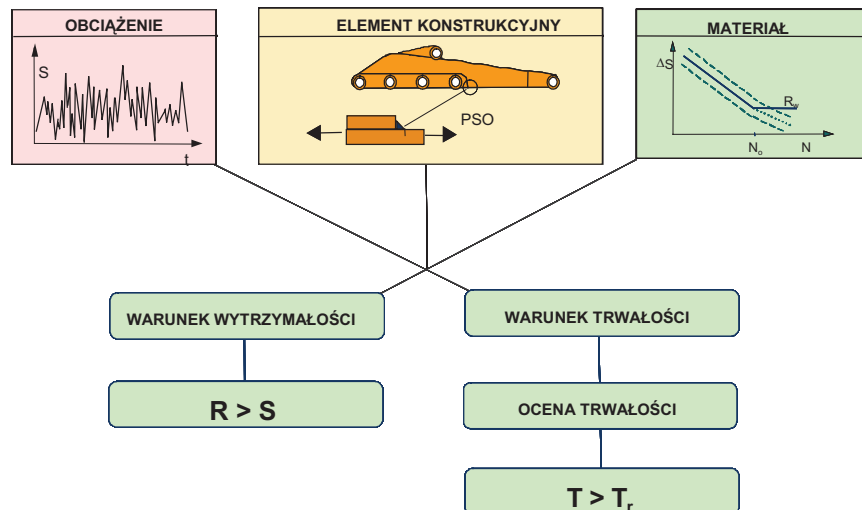 OBCIĄŻENIE
S
t
ELEMENT KONSTRUKCYJNY
PSO
MATERIAŁ
ΔS
Rw
No
N
WARUNEK WYTRZYMAŁOŚCI
R > S
WARUNEK TRWAŁOŚCI
OCENA TRWAŁOŚCI
T > Tr